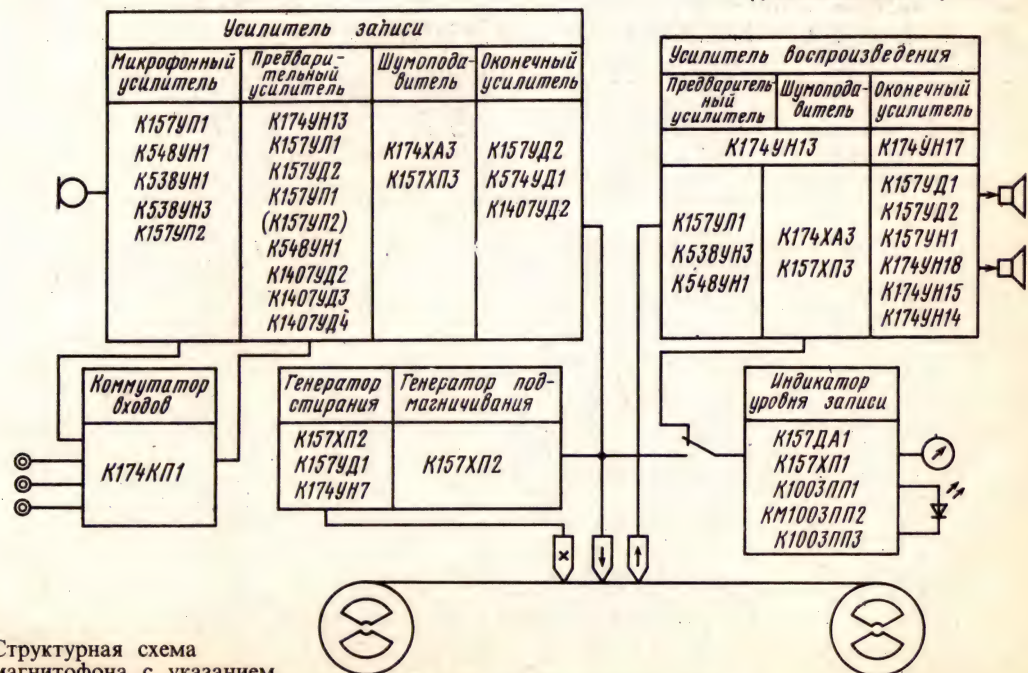 Усилитель записи
Микрофонный
усилитель
Предвари-
тельный
усилитель
Шумопода-
витель
Оконечный
усилитель
К157УП1
К548УН1
К538УН1
К538УН3
К157УП2
К174УН13
К157УЛ1
К157УД2
К157УП1
(К157УП2)
К548УН1
К1407УД2
К1407УД3
К1407УД4
К174ХА3
К157ХП3
К157УД2
К574УД1
К1407УД2
Усилитель воспроизведения
Предваритель-
ный
усилитель
Шумопода-
витель
Оконечный
усилитель
К174УН13
К174УН17
К157УЛ1
К538УН3
К548УН1
К174ХА3
К157ХП3
К157УД1
К157УД2
К157УН1
К174УН18
К174УН15
К174УН14
Коммутатор
входов
К174КП1
Генератор
стирания
Генератор под-
магничивания
К157ХП2
К157УД1
К174УН7
К157ХП2
Индикатор
уровня записи
К157ДА1
К157ХП1
К1003ПП1
КМ1003ПП2
К1003ПП3
Структурная схема
магнитофона с указанием